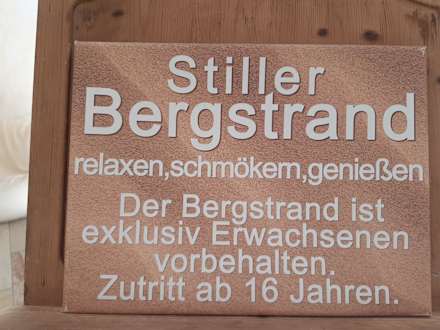 Stiller
Bergstrand
relaxen,schmökern,genießen
Der Bergstrand ist
exklusiv Erwachsenen
vorbehalten.
Zutritt ab 16 Jahren.